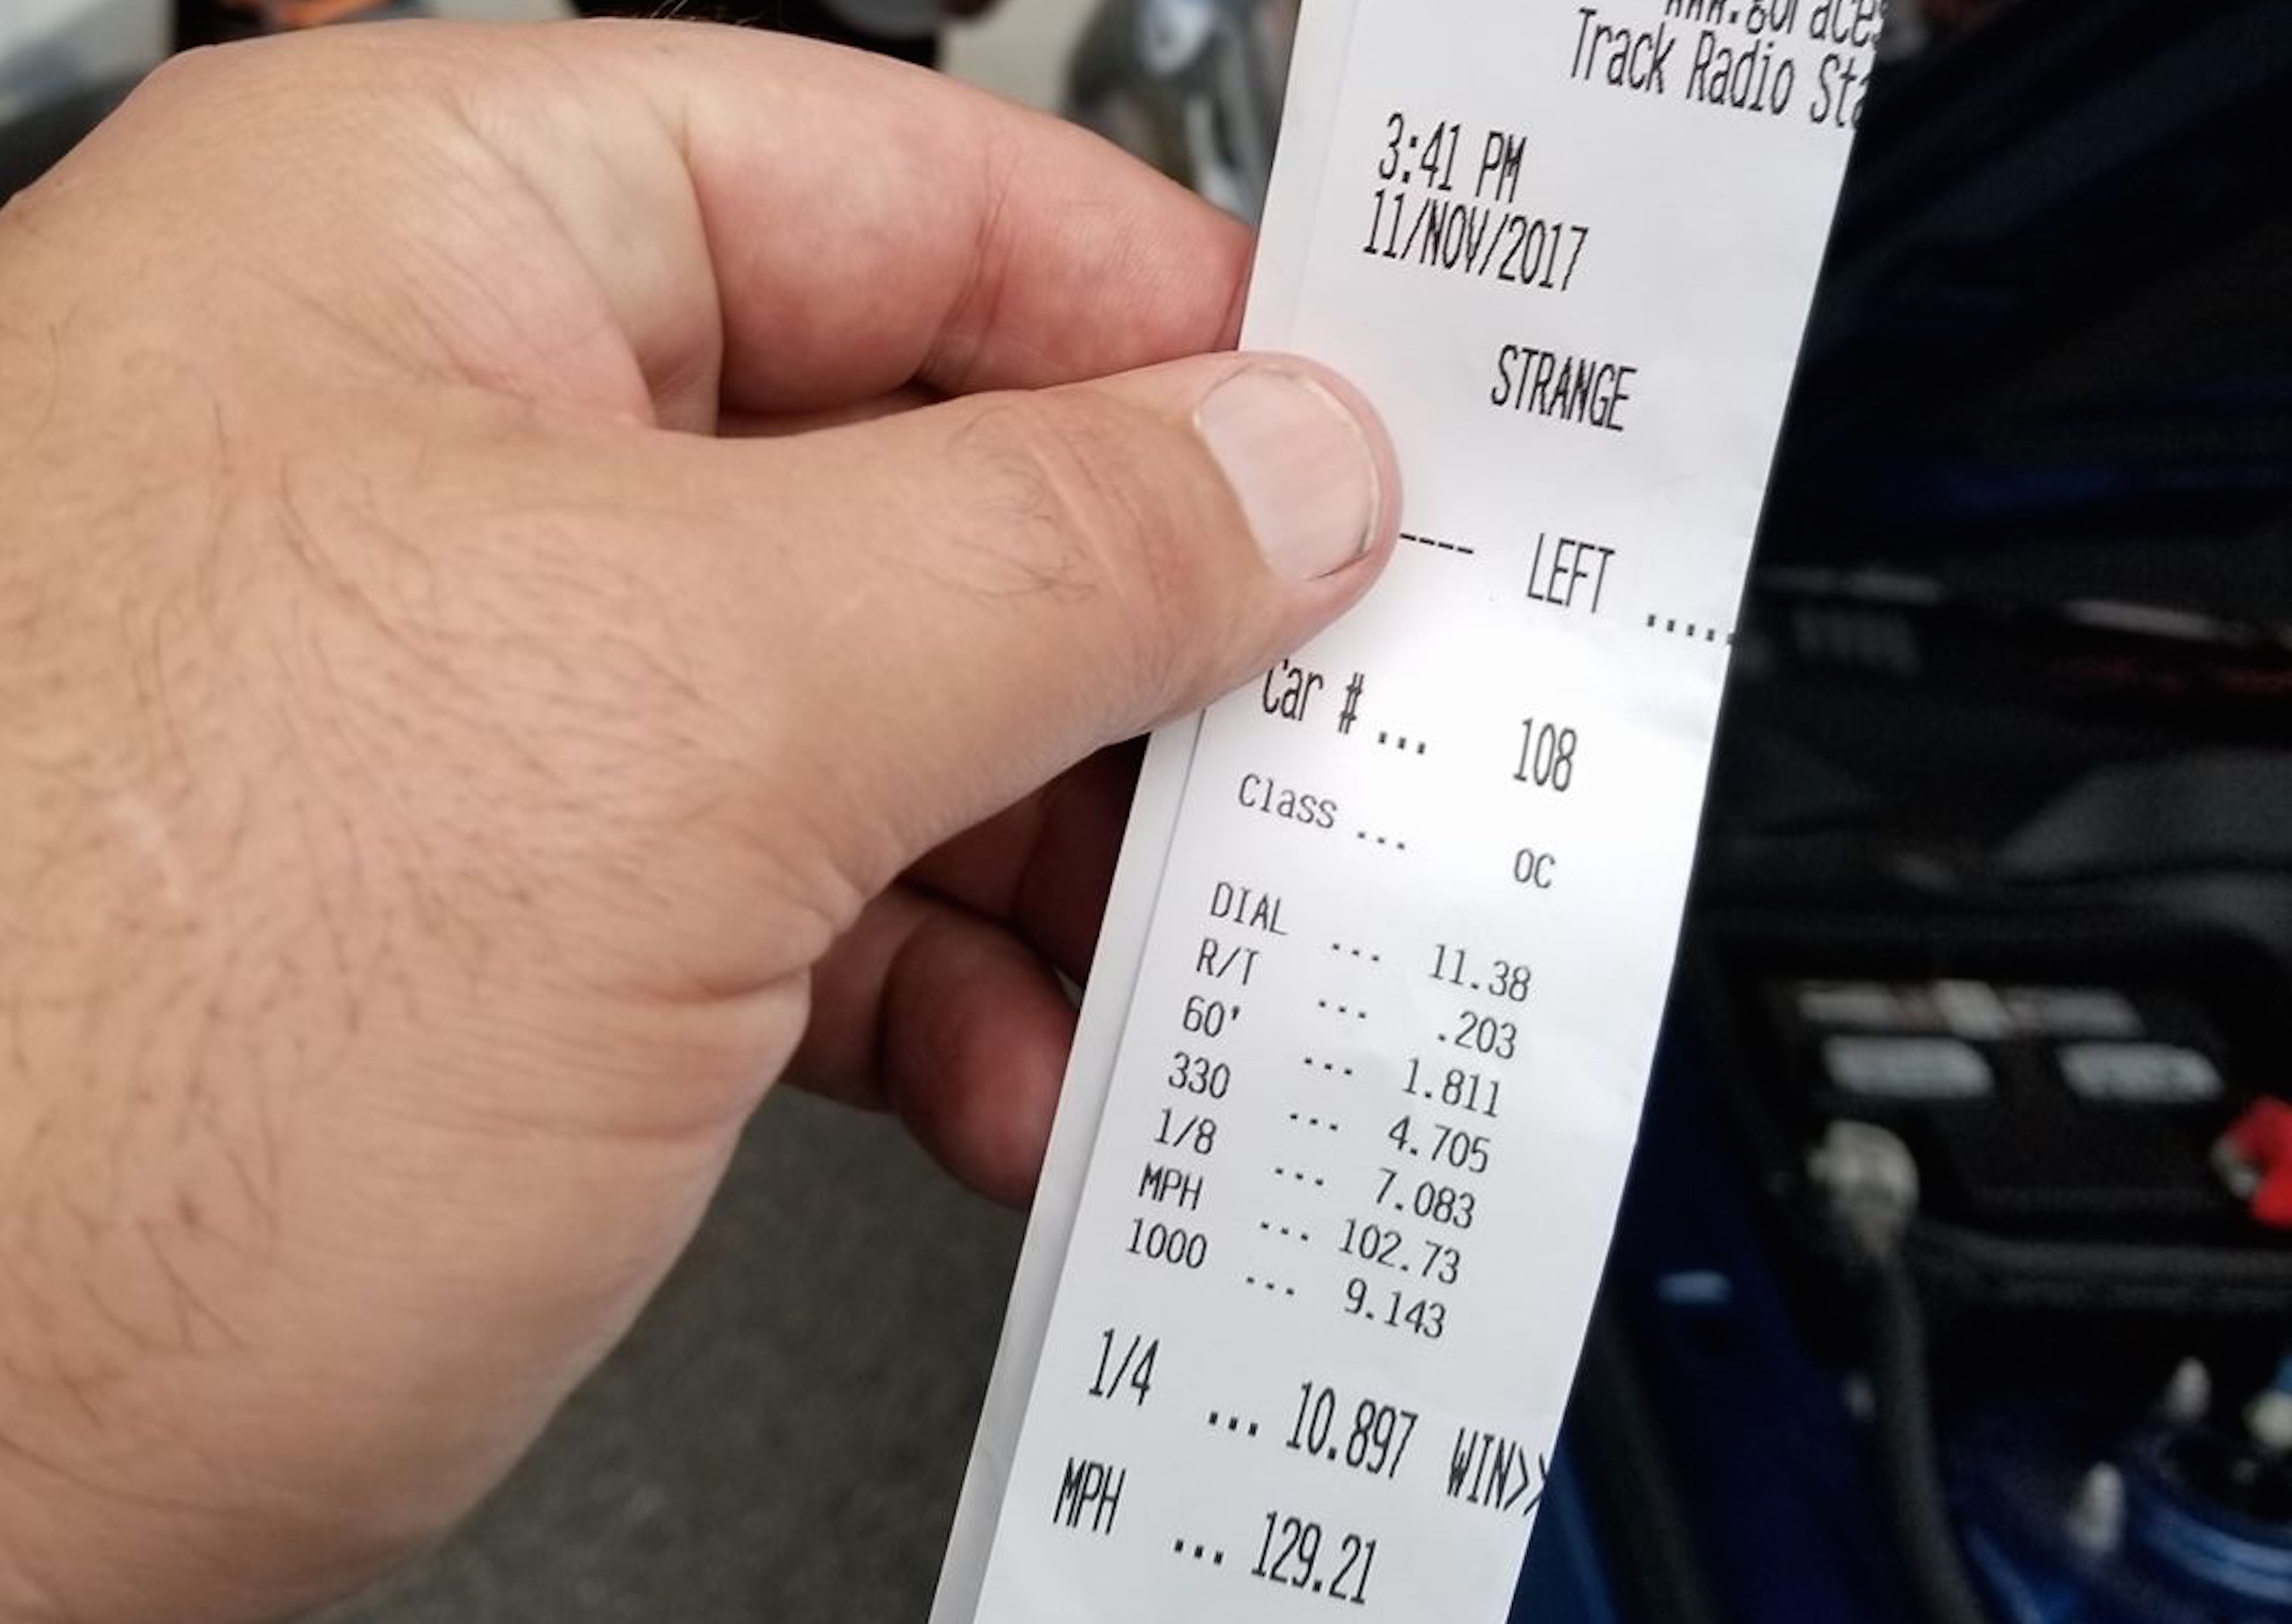 Track Radio
3:41 PM
11/NOV/2017
STRANGE
---- LEFT .....
Car # ... 108
Class ... OC
DIAL ... 11.38
R/T ... .203
60' ... 1.811
330 ... 4.705
1/8 ... 7.083
MPH ... 102.73
1000 ... 9.143
1/4 ... 10.897 WIN>>
MPH ... 129.21